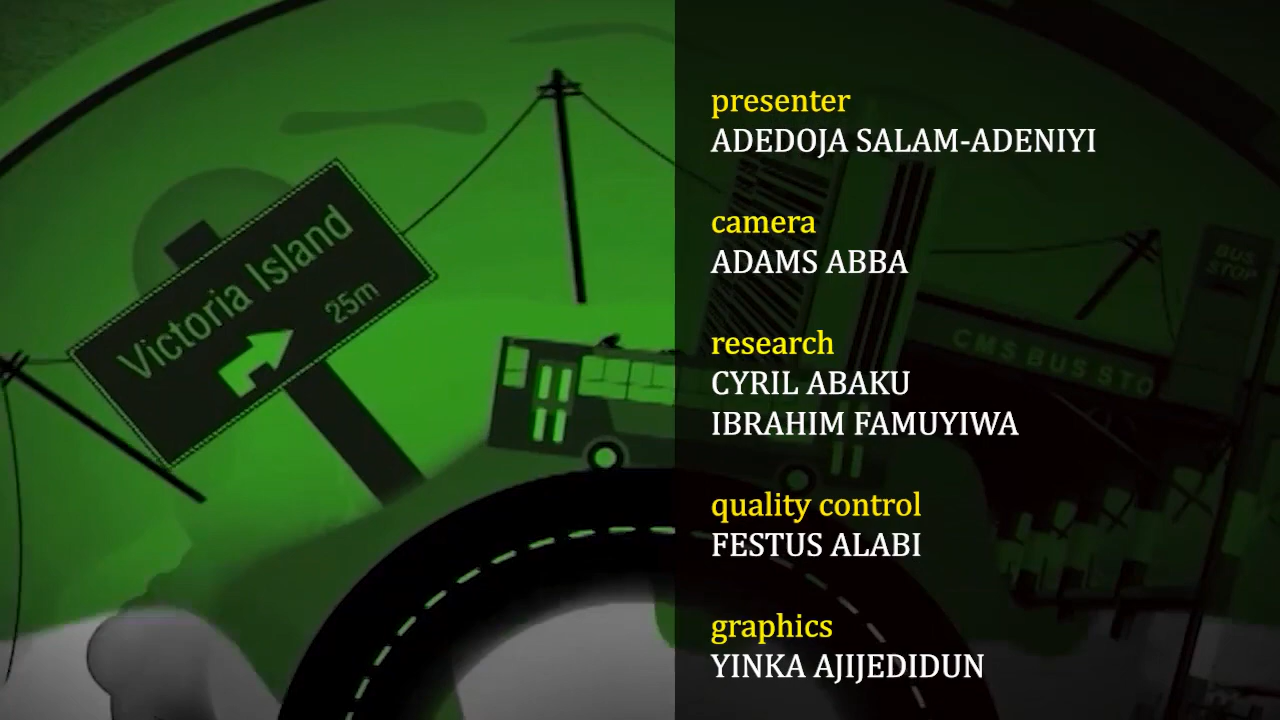 Victoria Island
25m
presenter
ADEDOJA SALAM-ADENIYI
camera
ADAMS ABBA
research
CYRIL ABAKU
IBRAHIM FAMUYIWA
quality control
FESTUS ALABI
graphics
YINKA AJIJEDIDUN
BUS
STOP
CMS BUS STO